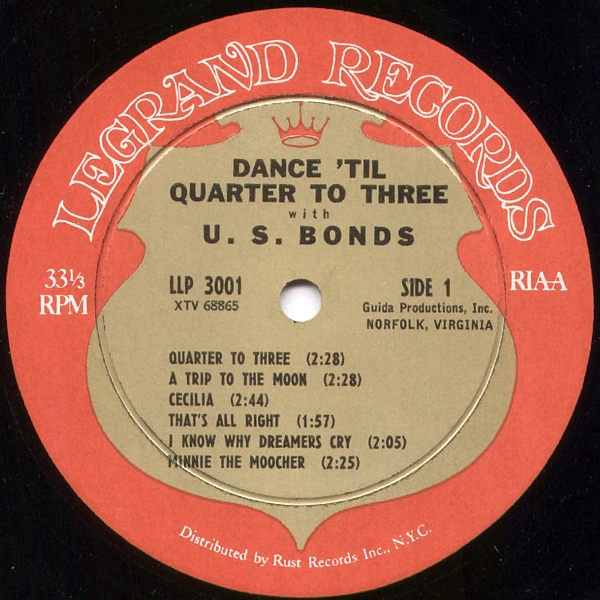 LEGRAND RECORDS
DANCE 'TIL
QUARTER TO THREE
with
U. S. BONDS
33⅓
RPM
LLP 3001
XTV 68865
SIDE 1
Guida Productions, Inc.
NORFOLK, VIRGINIA
RIAA
QUARTER TO THREE (2:28)
A TRIP TO THE MOON (2:28)
CECILIA (2:44)
THAT'S ALL RIGHT (1:57)
I KNOW WHY DREAMERS CRY (2:05)
MINNIE THE MOOCHER (2:25)
Distributed by Rust Records Inc., N.Y.C.